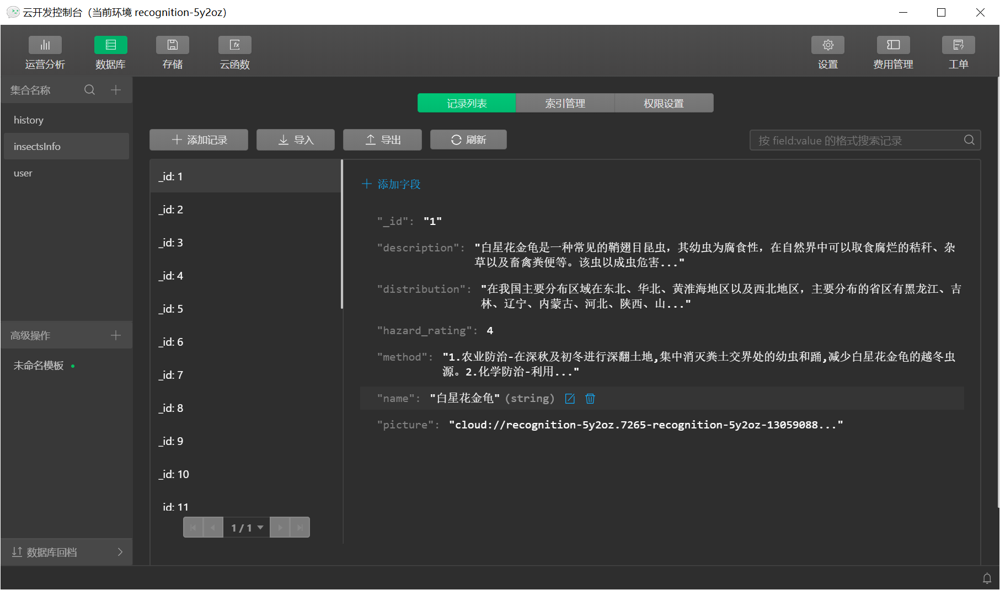 云开发控制台（当前环境 recognition-5y2oz）
运营分析 数据库 存储 云函数 设置 费用管理 工单
集合名称
history
insectsInfo
user
高级操作
未命名模板
数据库回档
记录列表 索引管理 权限设置
添加记录 导入 导出 刷新 按 field:value 的格式搜索记录
_id: 1
_id: 2
_id: 3
_id: 4
_id: 5
_id: 6
_id: 7
_id: 8
_id: 9
_id: 10
_id: 11
1 / 1
添加字段
"_id": "1"
"description": "白星花金龟是一种常见的鞘翅目昆虫，其幼虫为腐食性，在自然界中可以取食腐烂的秸秆、杂
草以及畜禽粪便等。该虫以成虫危害..."
"distribution": "在我国主要分布区域在东北、华北、黄淮海地区以及西北地区，主要分布的省区有黑龙江、吉
林、辽宁、内蒙古、河北、陕西、山..."
"hazard_rating": 4
"method": "1.农业防治-在深秋及初冬进行深翻土地,集中消灭粪土交界处的幼虫和踊,减少白星花金龟的越冬虫
源。2.化学防治-利用..."
"name": "白星花金龟" (string)
"picture": "cloud://recognition-5y2oz.7265-recognition-5y2oz-13059088..."